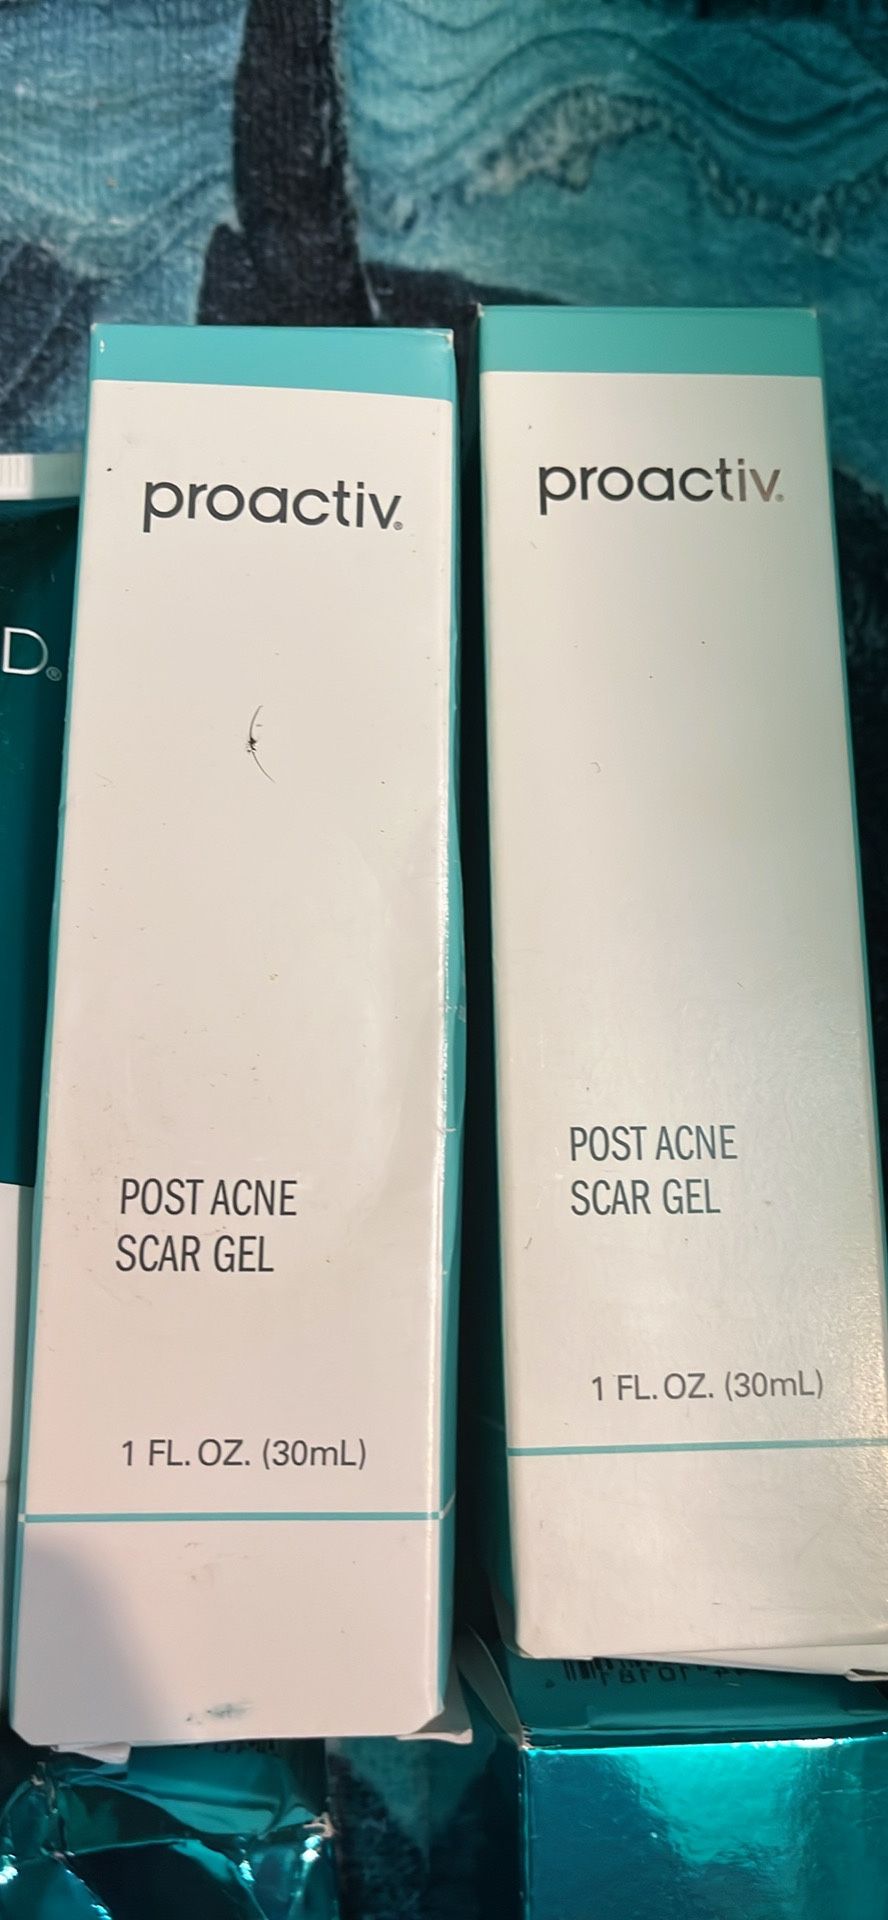 proactiv®
POST ACNE
SCAR GEL
1 FL. OZ. (30mL)
proactiv®
POST ACNE
SCAR GEL
1 FL. OZ. (30mL)
D®